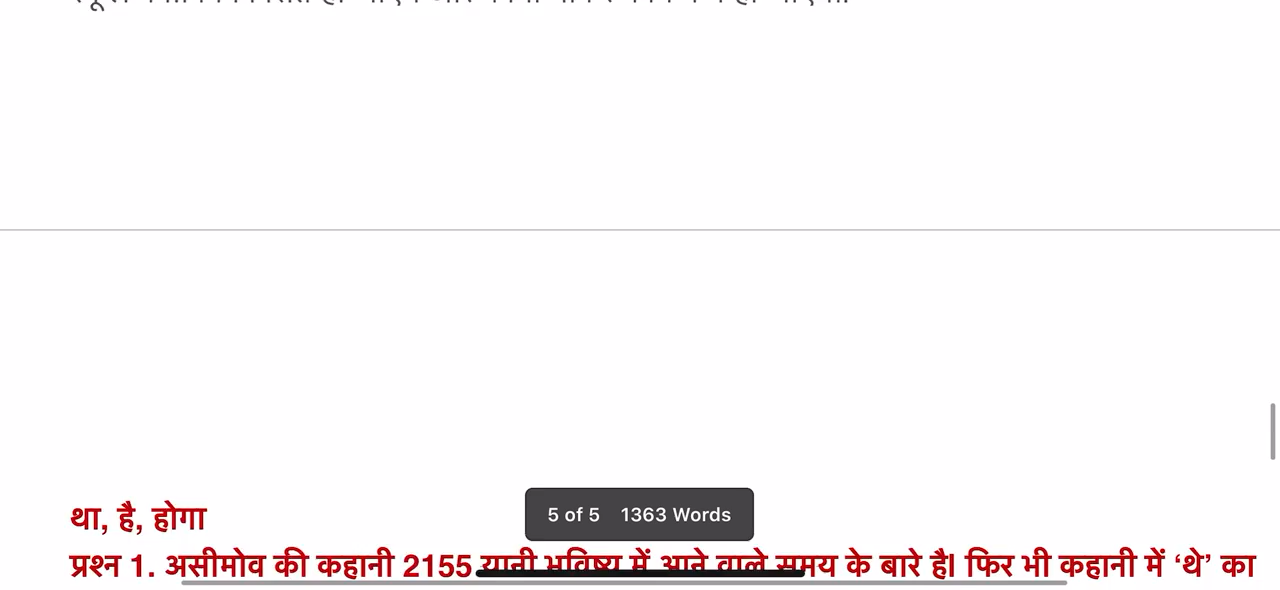 था, है, होगा
5 of 5 1363 Words
प्रश्न 1. असीमोव की कहानी 2155 यानी भविष्य में आने वाले समय के बारे है। फिर भी कहानी में ‘थे’ का